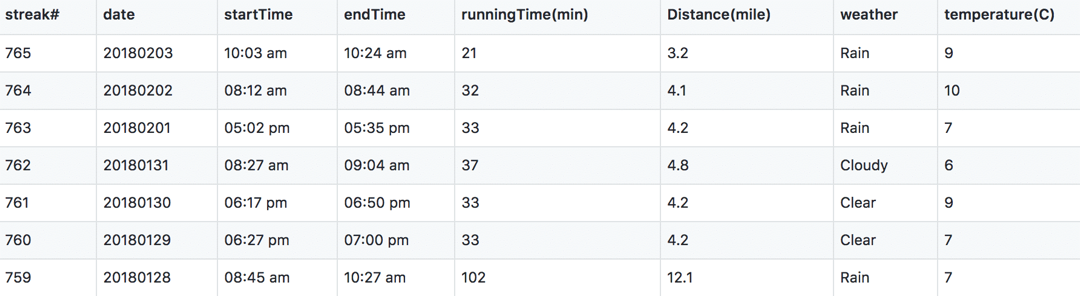 streak# date startTime endTime runningTime(min) Distance(mile) weather temperature(C)
765 20180203 10:03 am 10:24 am 21 3.2 Rain 9
764 20180202 08:12 am 08:44 am 32 4.1 Rain 10
763 20180201 05:02 pm 05:35 pm 33 4.2 Rain 7
762 20180131 08:27 am 09:04 am 37 4.8 Cloudy 6
761 20180130 06:17 pm 06:50 pm 33 4.2 Clear 9
760 20180129 06:27 pm 07:00 pm 33 4.2 Clear 7
759 20180128 08:45 am 10:27 am 102 12.1 Rain 7